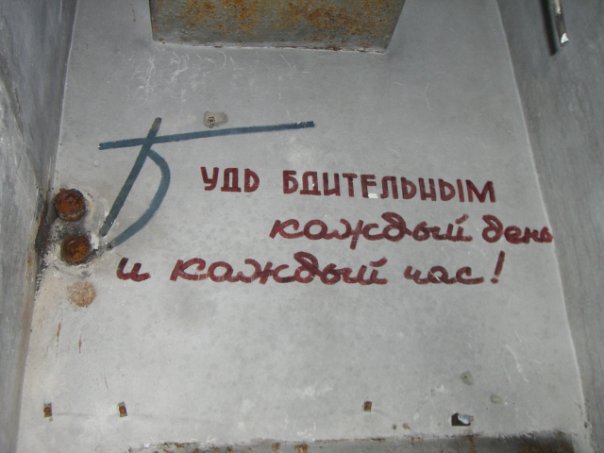 Будь бдительным
каждый день
и каждый час!